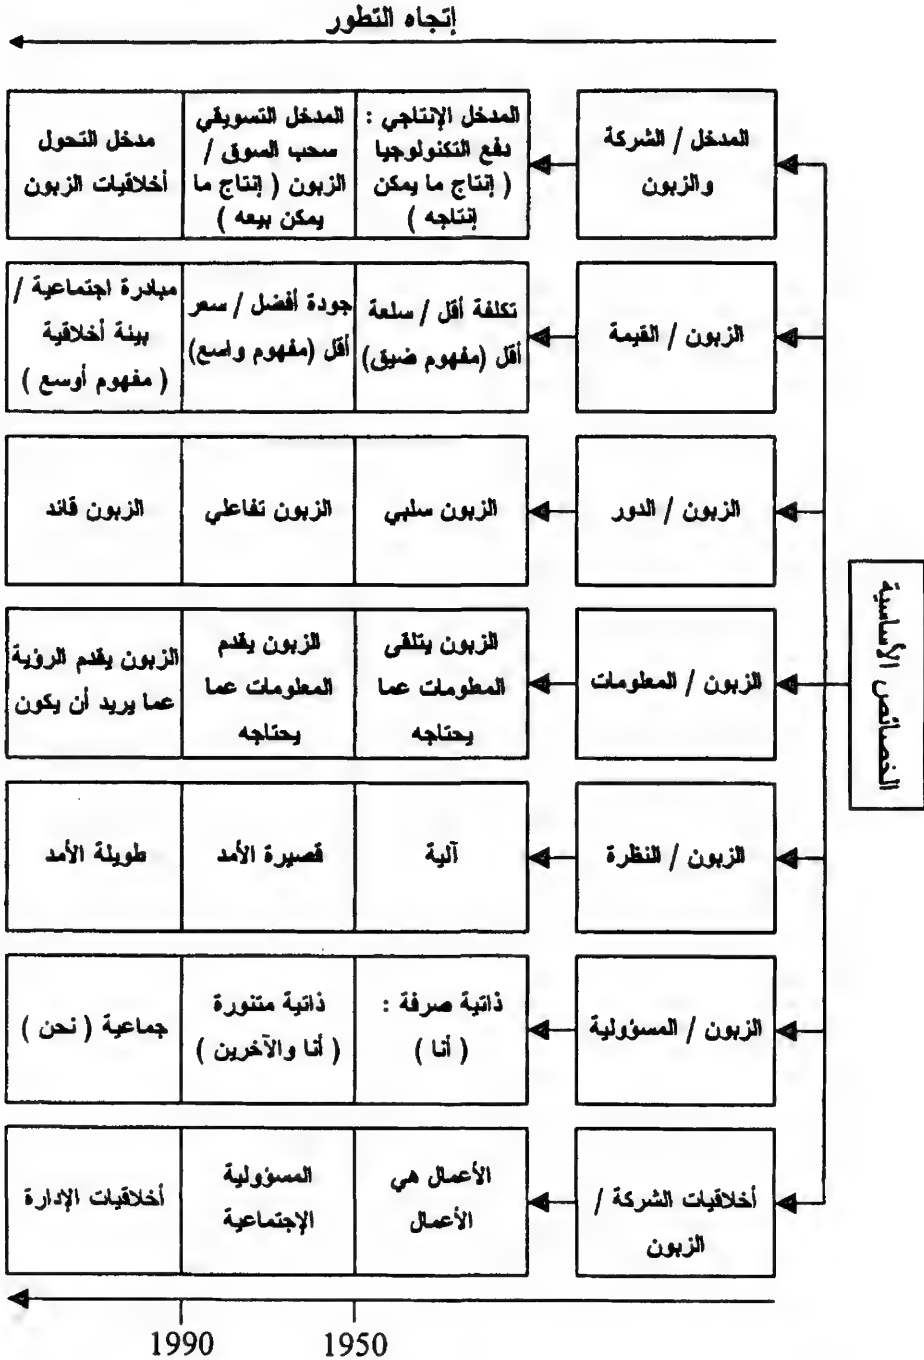 إتجاه التطور
المدخل / الشركة
والزبون
المدخل الإنتاجي :
دفع التكنولوجيا
( إنتاج ما يمكن
إنتاجه )
المدخل التسويقي
سحب السوق /
الزبون ( إنتاج ما
يمكن بيعه )
مدخل التحول
أخلاقيات الزبون
الزبون / القيمة
تكلفة أقل / سلعة
أقل (مفهوم ضيق)
جودة أفضل / سعر
أقل (مفهوم واسع)
مبادرة اجتماعية /
بيئة أخلاقية
( مفهوم أوسع )
الزبون / الدور
الزبون سلبي
الزبون تفاعلي
الزبون قائد
الخصائص الأساسية
الزبون / المعلومات
الزبون يتلقى
المعلومات عما
يحتاجه
الزبون يقدم
المعلومات عما
يحتاجه
الزبون يقدم الرؤية
عما يريد أن يكون
الزبون / النظرة
آلية
قصيرة الأمد
طويلة الأمد
الزبون / المسؤولية
ذاتية صرفة :
( أنا )
ذاتية متنورة
( أنا والآخرين )
جماعية ( نحن )
أخلاقيات الشركة /
الزبون
الأعمال هي
الأعمال
المسؤولية
الإجتماعية
أخلاقيات الإدارة
1950
1990